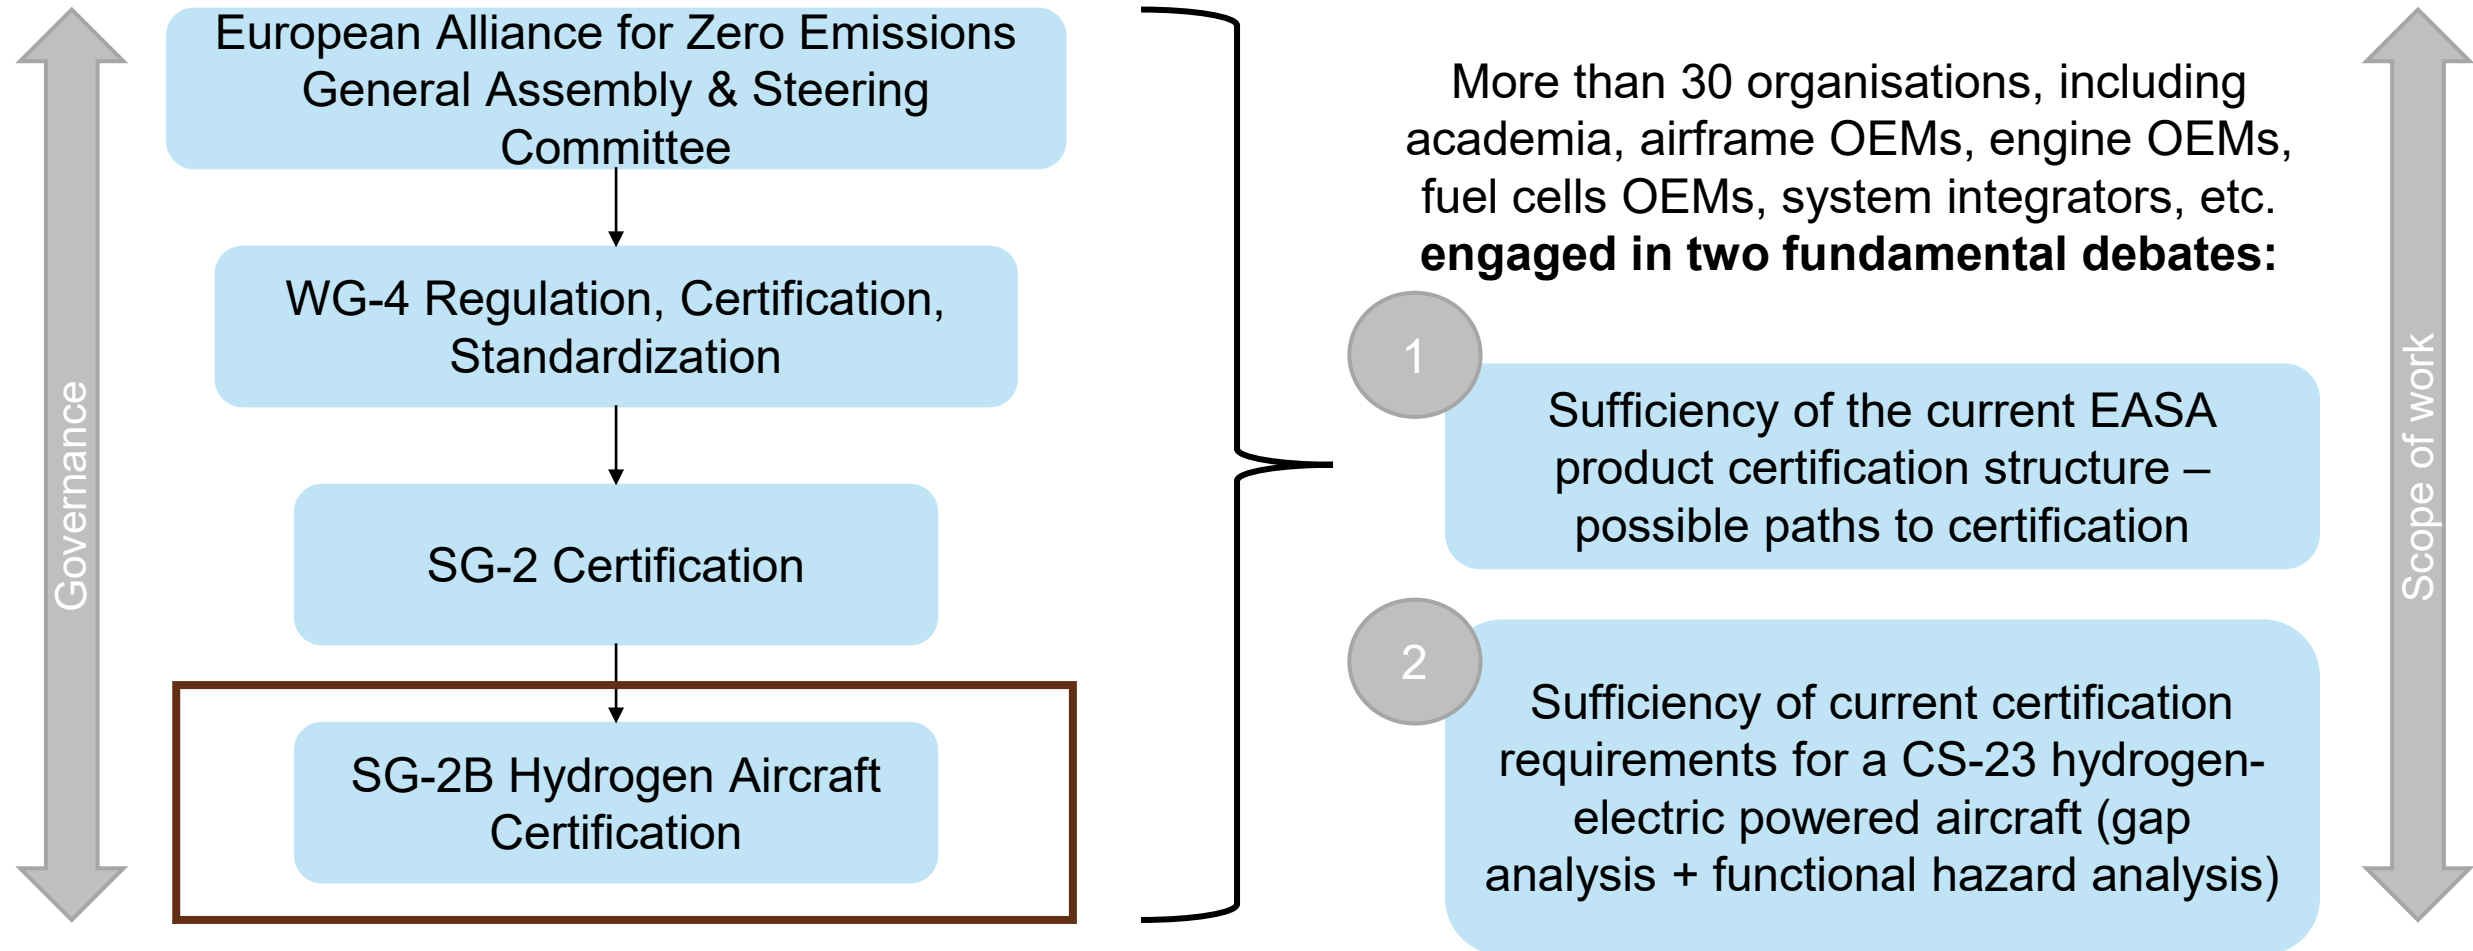 Governance
European Alliance for Zero Emissions
General Assembly & Steering
Committee
WG-4 Regulation, Certification,
Standardization
SG-2 Certification
SG-2B Hydrogen Aircraft
Certification
More than 30 organisations, including
academia, airframe OEMs, engine OEMs,
fuel cells OEMs, system integrators, etc.
engaged in two fundamental debates:
1
Sufficiency of the current EASA
product certification structure –
possible paths to certification
2
Sufficiency of current certification
requirements for a CS-23 hydrogen-
electric powered aircraft (gap
analysis + functional hazard analysis)
Scope of work